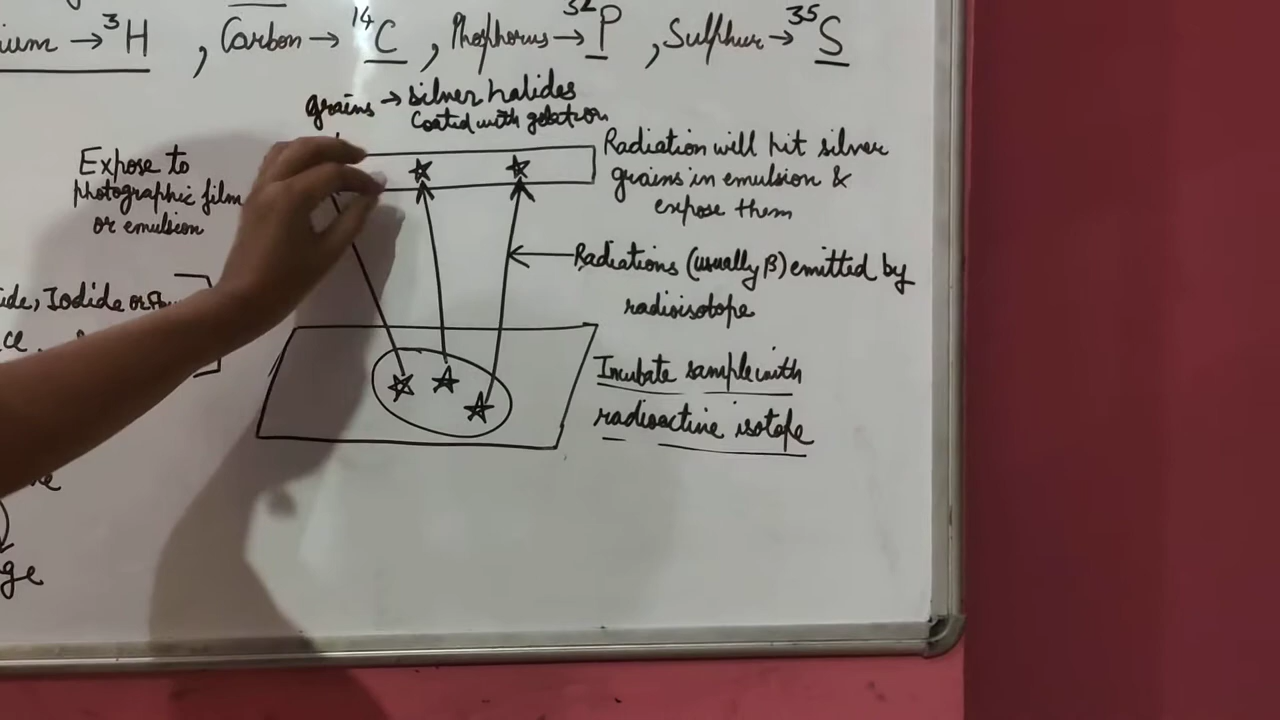 ium → ³H , Carbon → ¹⁴C , Phosphorus → ³²P , Sulphur → ³⁵S
grains → silver halides
Coated with gelatin
Expose to
photographic film
or emulsion
Radiation will hit silver
grains in emulsion &
expose them
Radiations (usually β) emitted by
radioisotope
ide, Iodide or
ce
Incubate sample with
radioactive isotope
ge